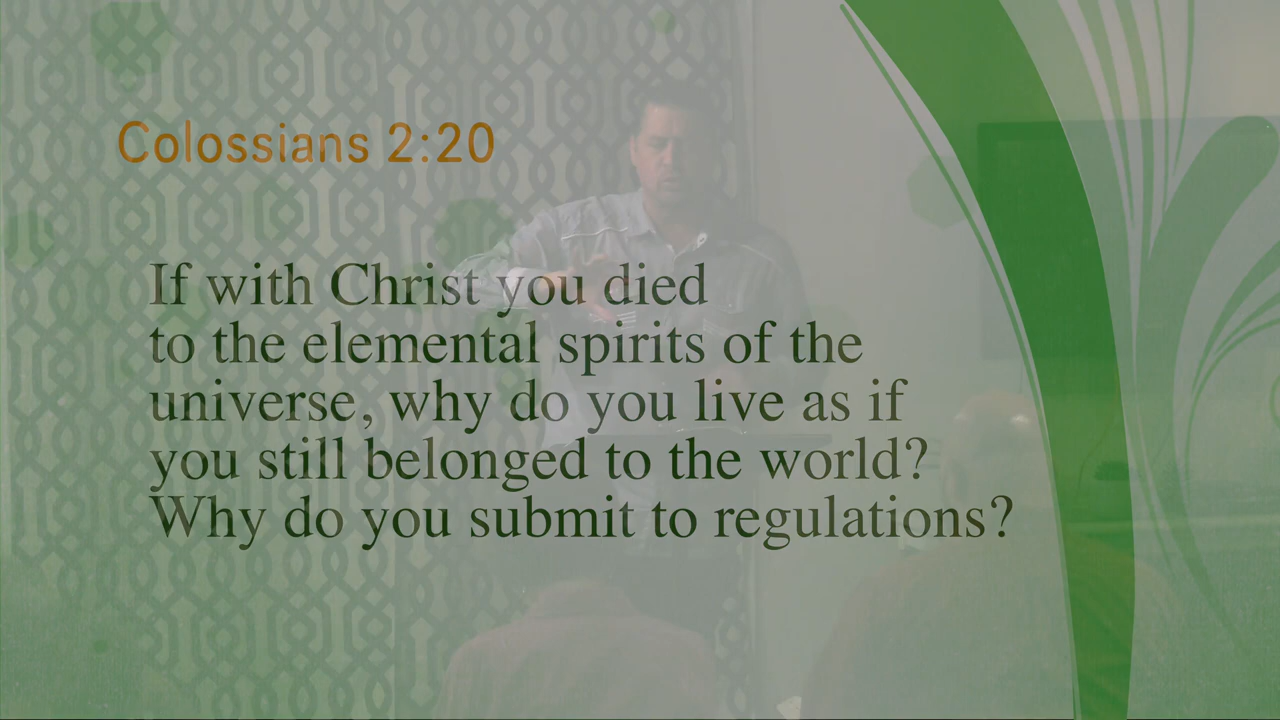 Colossians 2:20
If with Christ you died
to the elemental spirits of the
universe, why do you live as if
you still belonged to the world?
Why do you submit to regulations?